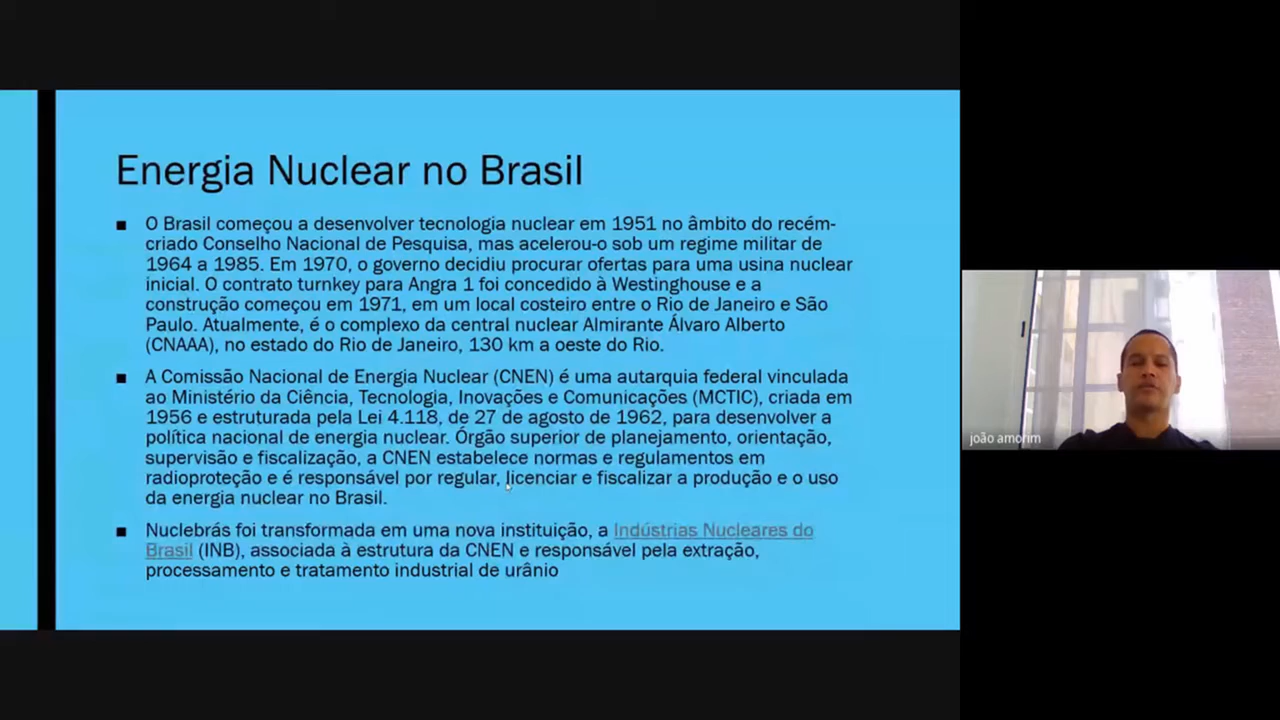 Energia Nuclear no Brasil
■ O Brasil começou a desenvolver tecnologia nuclear em 1951 no âmbito do recém-
criado Conselho Nacional de Pesquisa, mas acelerou-o sob um regime militar de
1964 a 1985. Em 1970, o governo decidiu procurar ofertas para uma usina nuclear
inicial. O contrato turnkey para Angra 1 foi concedido à Westinghouse e a
construção começou em 1971, em um local costeiro entre o Rio de Janeiro e São
Paulo. Atualmente, é o complexo da central nuclear Almirante Álvaro Alberto
(CNAAA), no estado do Rio de Janeiro, 130 km a oeste do Rio.
■ A Comissão Nacional de Energia Nuclear (CNEN) é uma autarquia federal vinculada
ao Ministério da Ciência, Tecnologia, Inovações e Comunicações (MCTIC), criada em
1956 e estruturada pela Lei 4.118, de 27 de agosto de 1962, para desenvolver a
política nacional de energia nuclear. Órgão superior de planejamento, orientação,
supervisão e fiscalização, a CNEN estabelece normas e regulamentos em
radioproteção e é responsável por regular, licenciar e fiscalizar a produção e o uso
da energia nuclear no Brasil.
■ Nuclebrás foi transformada em uma nova instituição, a Indústrias Nucleares do
Brasil (INB), associada à estrutura da CNEN e responsável pela extração,
processamento e tratamento industrial de urânio
joão amorim